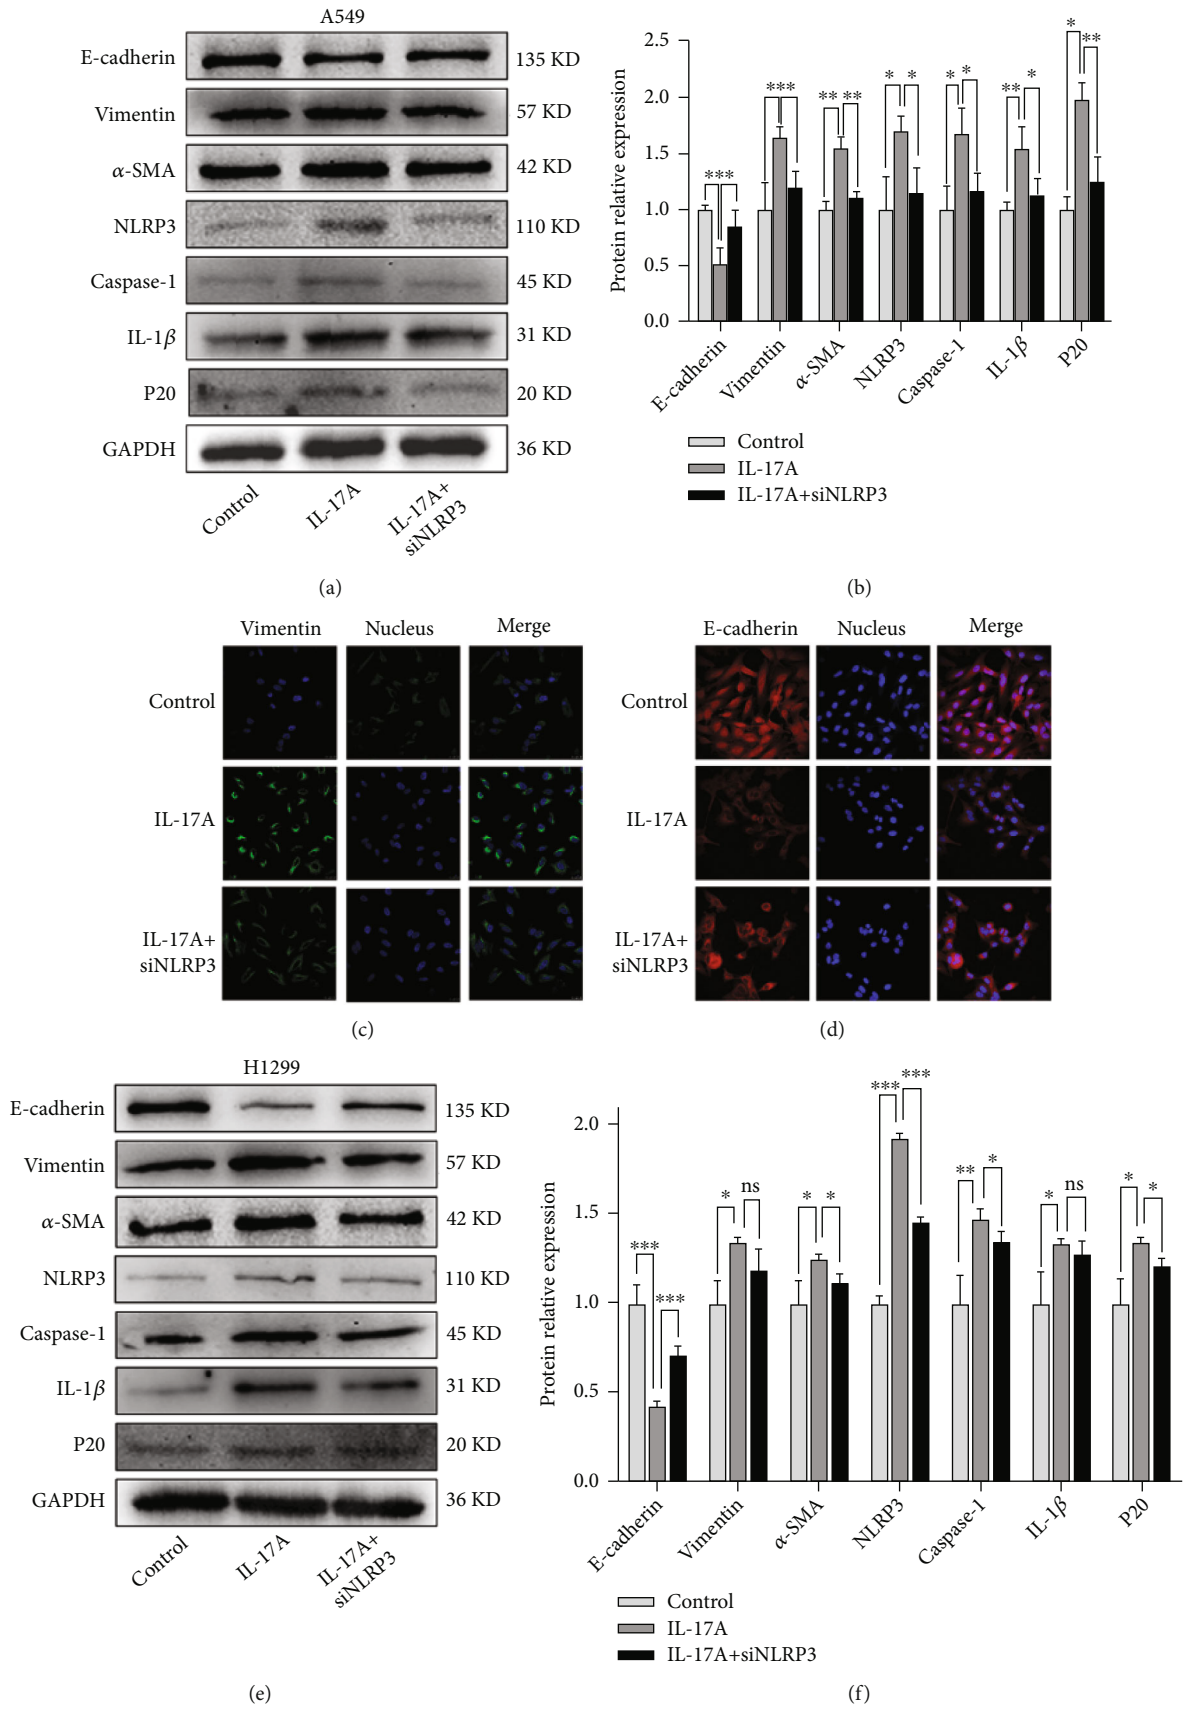 A549
E-cadherin
135 KD
Vimentin
57 KD
α-SMA
42 KD
NLRP3
110 KD
Caspase-1
45 KD
IL-1β
31 KD
P20
20 KD
GAPDH
36 KD
Control
IL-17A
IL-17A+
siNLRP3
(a)
Protein relative expression
2.5
2.0
1.5
1.0
0.5
0.0
***
***
** **
* *
* *
** *
* **
E-cadherin
Vimentin
α-SMA
NLRP3
Caspase-1
IL-1β
P20
Control
IL-17A
IL-17A+siNLRP3
(b)
Vimentin Nucleus Merge
Control
IL-17A
IL-17A+
siNLRP3
(c)
E-cadherin Nucleus Merge
Control
IL-17A
IL-17A+
siNLRP3
(d)
H1299
E-cadherin
135 KD
Vimentin
57 KD
α-SMA
42 KD
NLRP3
110 KD
Caspase-1
45 KD
IL-1β
31 KD
P20
20 KD
GAPDH
36 KD
Control
IL-17A
IL-17A+
siNLRP3
(e)
Protein relative expression
2.0
1.5
1.0
0.5
0.0
*** ***
* ns
* *
*** ***
** *
* ns
* *
E-cadherin
Vimentin
α-SMA
NLRP3
Caspase-1
IL-1β
P20
Control
IL-17A
IL-17A+siNLRP3
(f)